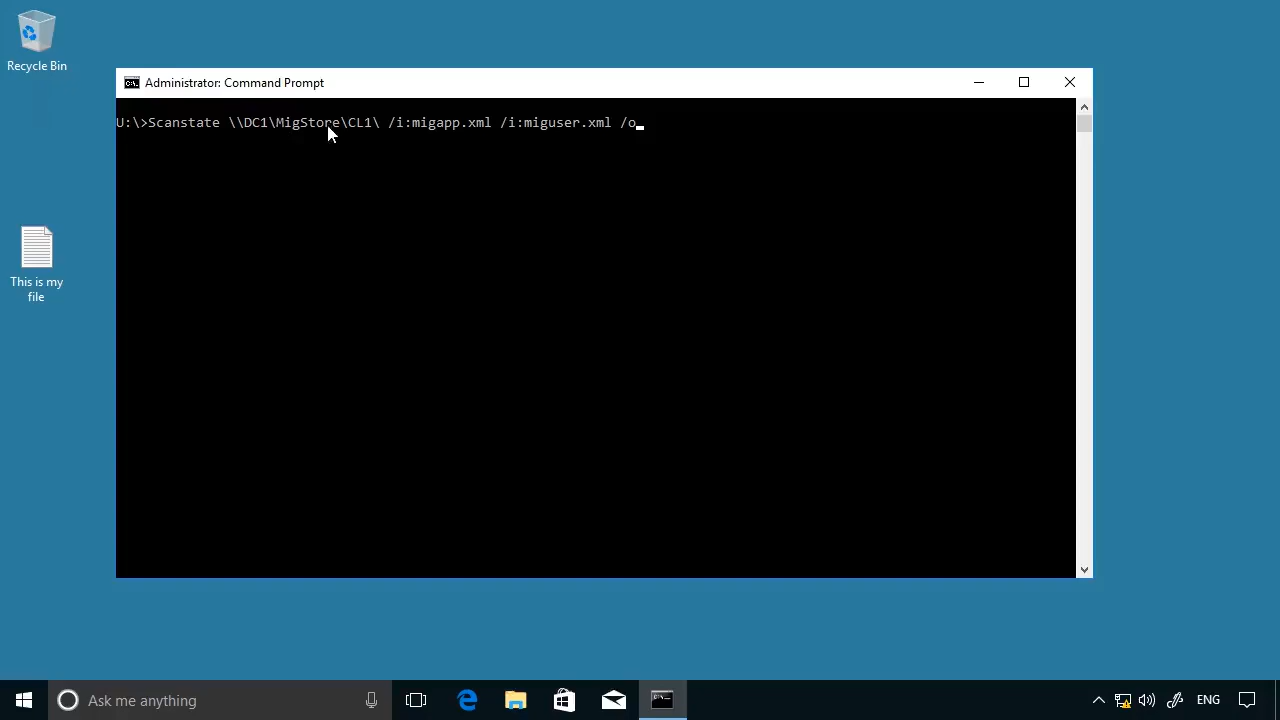 Recycle Bin
Administrator: Command Prompt
U:\>Scanstate \\DC1\MigStore\CL1\ /i:migapp.xml /i:miguser.xml /o
This is my
file
Ask me anything
ENG